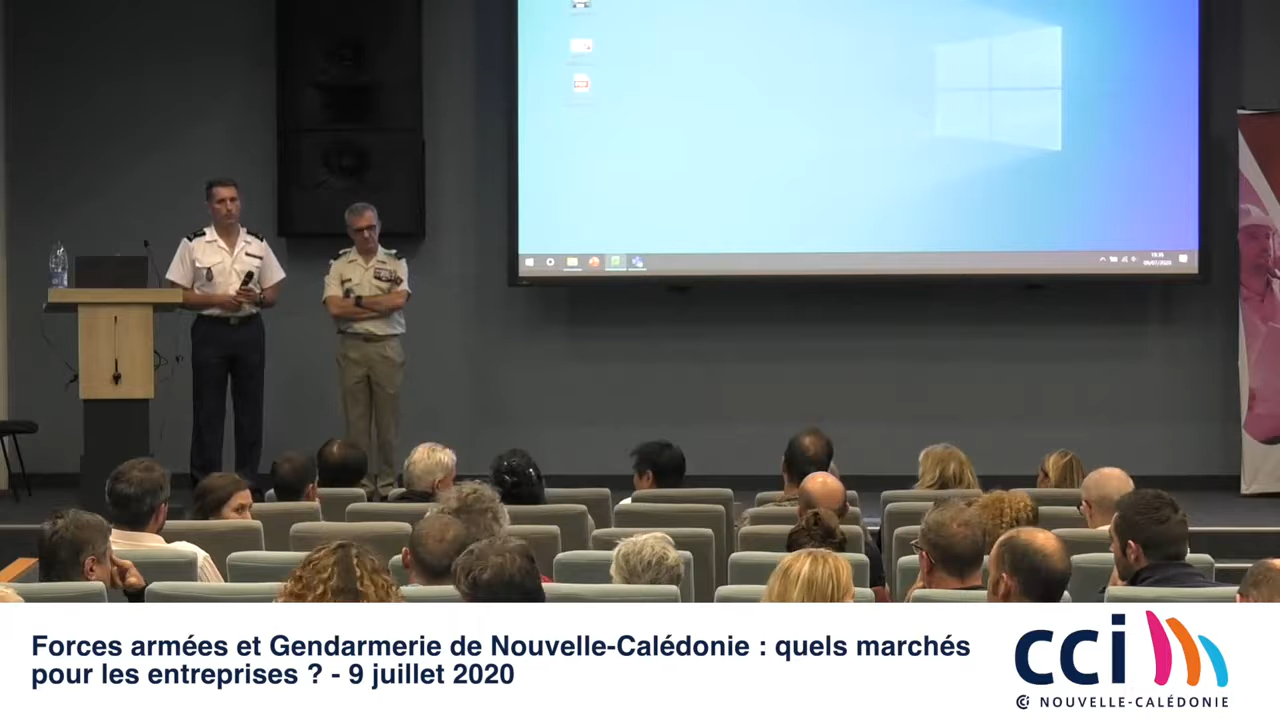 Forces armées et Gendarmerie de Nouvelle-Calédonie : quels marchés
pour les entreprises ? - 9 juillet 2020
cci
NOUVELLE-CALÉDONIE